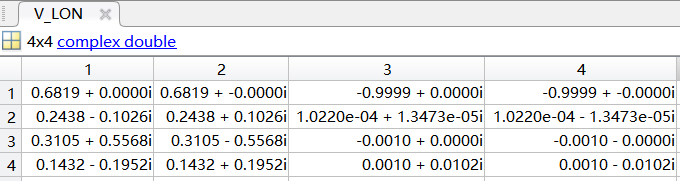 V_LON
4x4 complex double
1 2 3 4
1 0.6819 + 0.0000i 0.6819 + -0.0000i -0.9999 + 0.0000i -0.9999 + -0.0000i
2 0.2438 - 0.1026i 0.2438 + 0.1026i 1.0220e-04 + 1.3473e-05i 1.0220e-04 - 1.3473e-05i
3 0.3105 + 0.5568i 0.3105 - 0.5568i -0.0010 + 0.0000i -0.0010 - 0.0000i
4 0.1432 - 0.1952i 0.1432 + 0.1952i 0.0010 + 0.0102i 0.0010 - 0.0102i